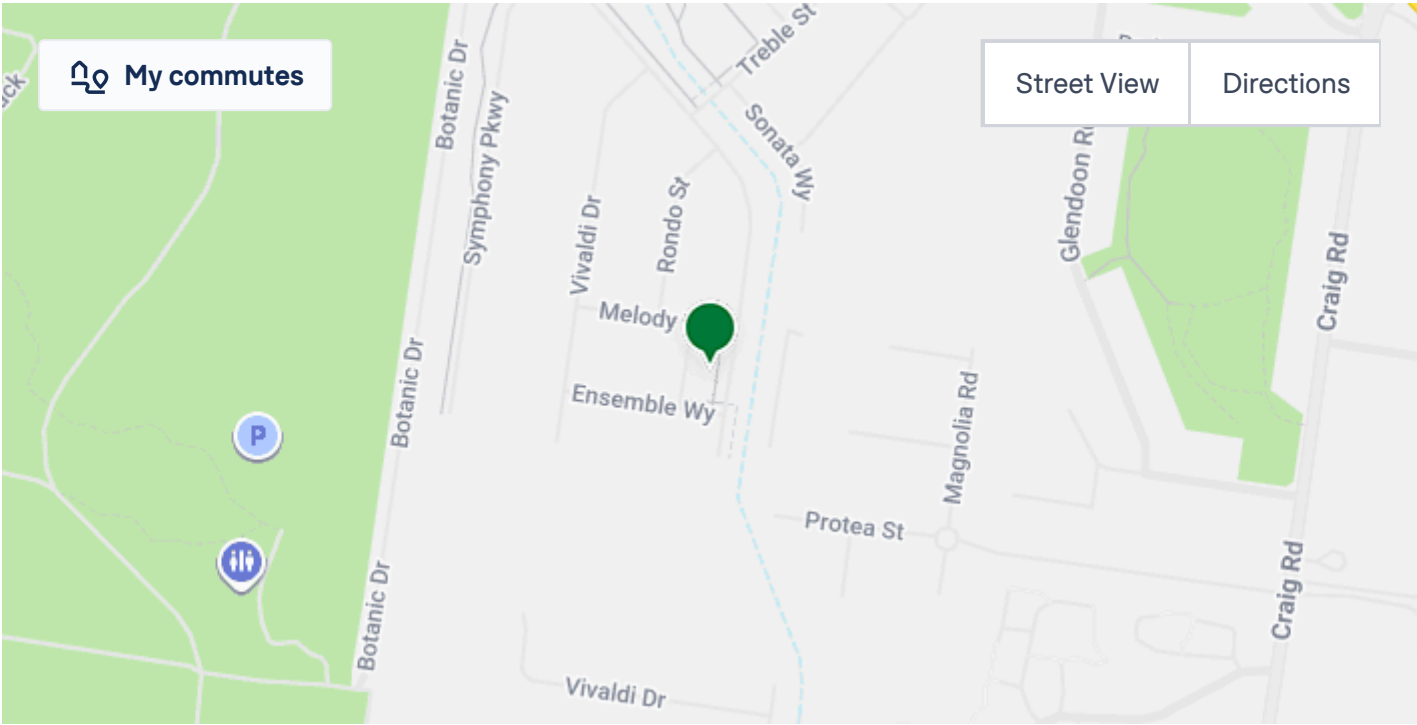 My commutes
Street View
Directions
Treble St
Botanic Dr
Symphony Pkwy
Sonata Wy
Glendoon Rd
Vivaldi Dr
Rondo St
Craig Rd
Melody
Botanic Dr
Ensemble Wy
Magnolia Rd
P
Protea St
Craig Rd
Botanic Dr
Vivaldi Dr